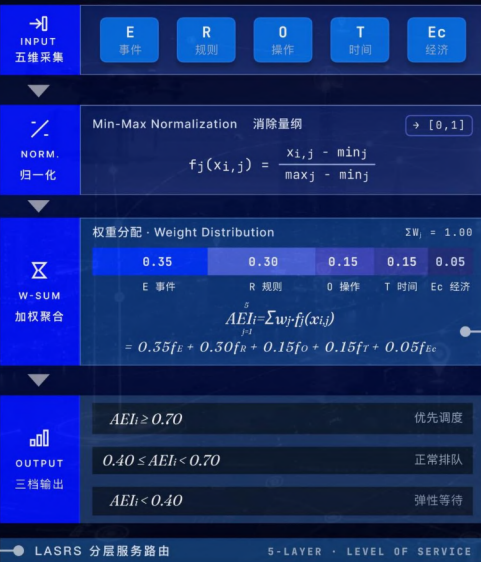 INPUT
五维采集
E
事件
R
规则
O
操作
T
时间
Ec
经济
NORM.
归一化
Min-Max Normalization 消除量纲
→ [0,1]
fj(xi,j) = (xi,j - minj) / (maxj - minj)
W-SUM
加权聚合
权重分配 · Weight Distribution
ΣWj = 1.00
0.35 0.30 0.15 0.15 0.05
E 事件 R 规则 O 操作 T 时间 Ec 经济
5
AEIi=Σwj·fj(xi,j)
j=1
= 0.35fE + 0.30fR + 0.15fO + 0.15fT + 0.05fEc
OUTPUT
三档输出
AEIi ≥ 0.70 优先调度
0.40 ≤ AEIi < 0.70 正常排队
AEIi < 0.40 弹性等待
LASRS 分层服务路由
5-LAYER · LEVEL OF SERVICE